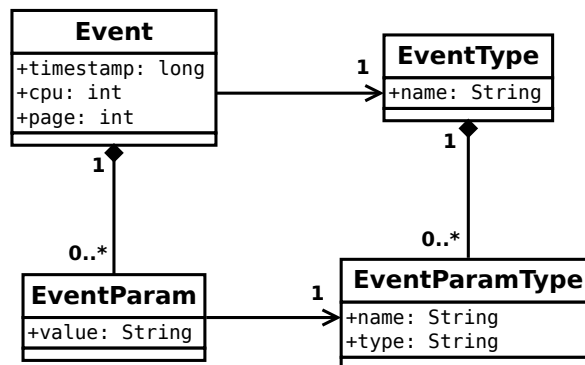 Event
+timestamp: long
+cpu: int
+page: int
EventType
+name: String
1
1
1
0..*
0..*
EventParam
+value: String
1
EventParamType
+name: String
+type: String